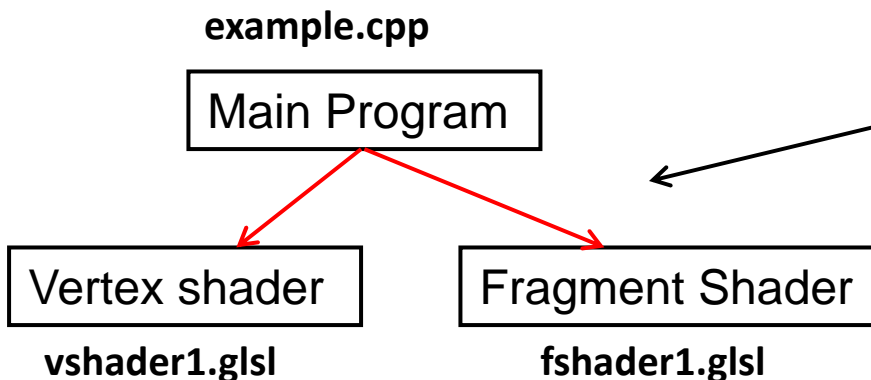 example.cpp
Main Program
Vertex shader
Fragment Shader
vshader1.glsl
fshader1.glsl